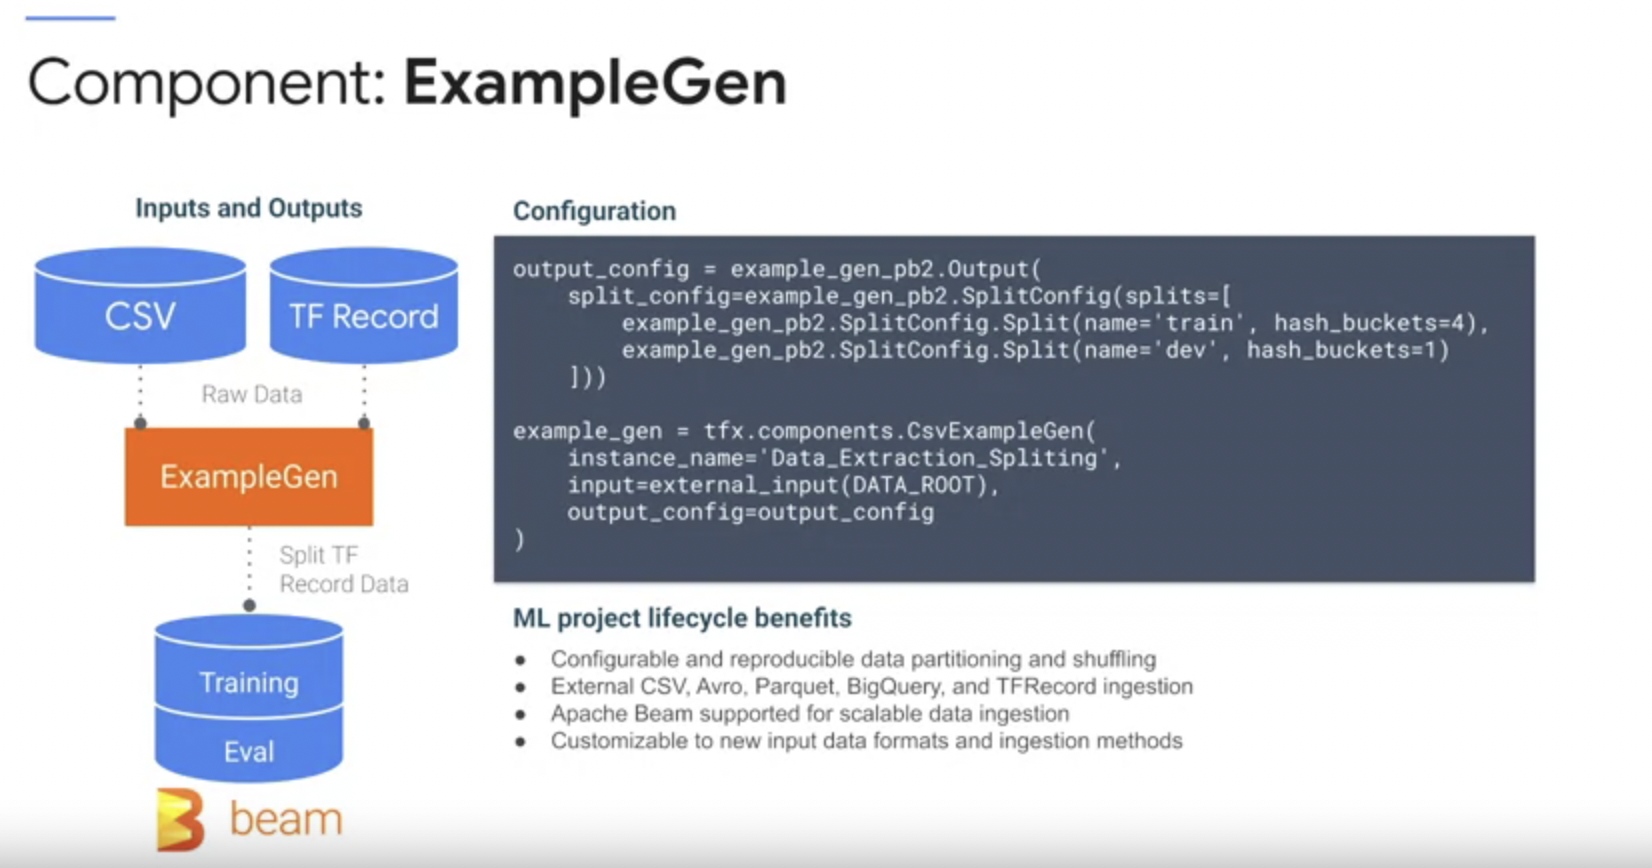 Component: ExampleGen
Inputs and Outputs
CSV
TF Record
Raw Data
ExampleGen
Split TF
Record Data
Training
Eval
beam
Configuration
output_config = example_gen_pb2.Output(
    split_config=example_gen_pb2.SplitConfig(splits=[
        example_gen_pb2.SplitConfig.Split(name='train', hash_buckets=4),
        example_gen_pb2.SplitConfig.Split(name='dev', hash_buckets=1)
    ]))
example_gen = tfx.components.CsvExampleGen(
    instance_name='Data_Extraction_Spliting',
    input=external_input(DATA_ROOT),
    output_config=output_config
)
ML project lifecycle benefits
● Configurable and reproducible data partitioning and shuffling
● External CSV, Avro, Parquet, BigQuery, and TFRecord ingestion
● Apache Beam supported for scalable data ingestion
● Customizable to new input data formats and ingestion methods